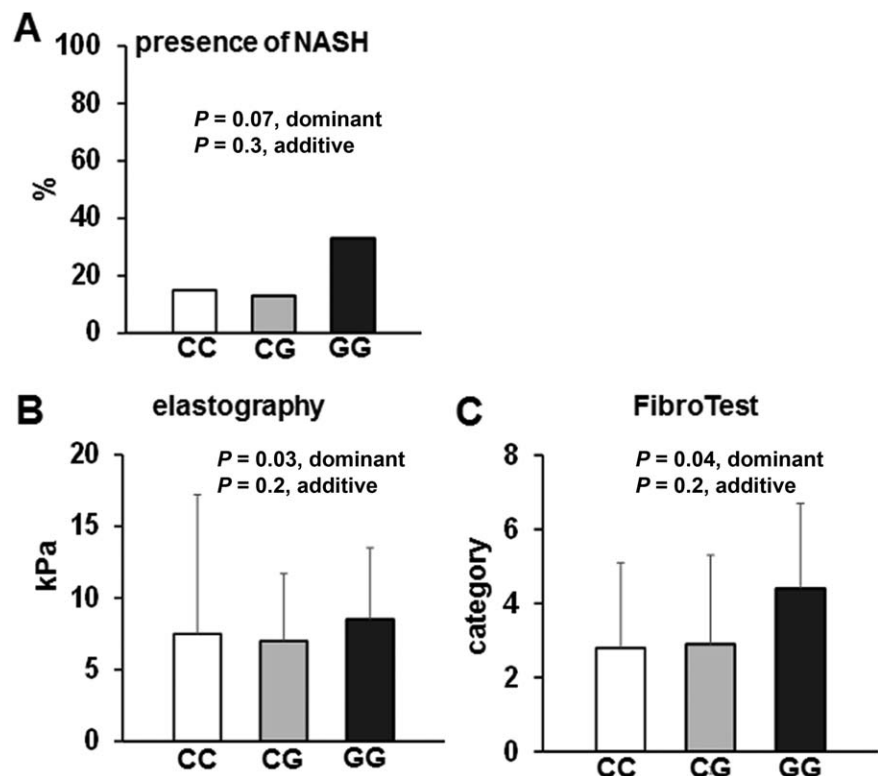 A
presence of NASH
100
80
60
40
20
0
%
P = 0.07, dominant
P = 0.3, additive
CC CG GG
B
elastography
20
15
10
5
0
kPa
P = 0.03, dominant
P = 0.2, additive
CC CG GG
C
FibroTest
8
6
4
2
0
category
P = 0.04, dominant
P = 0.2, additive
CC CG GG